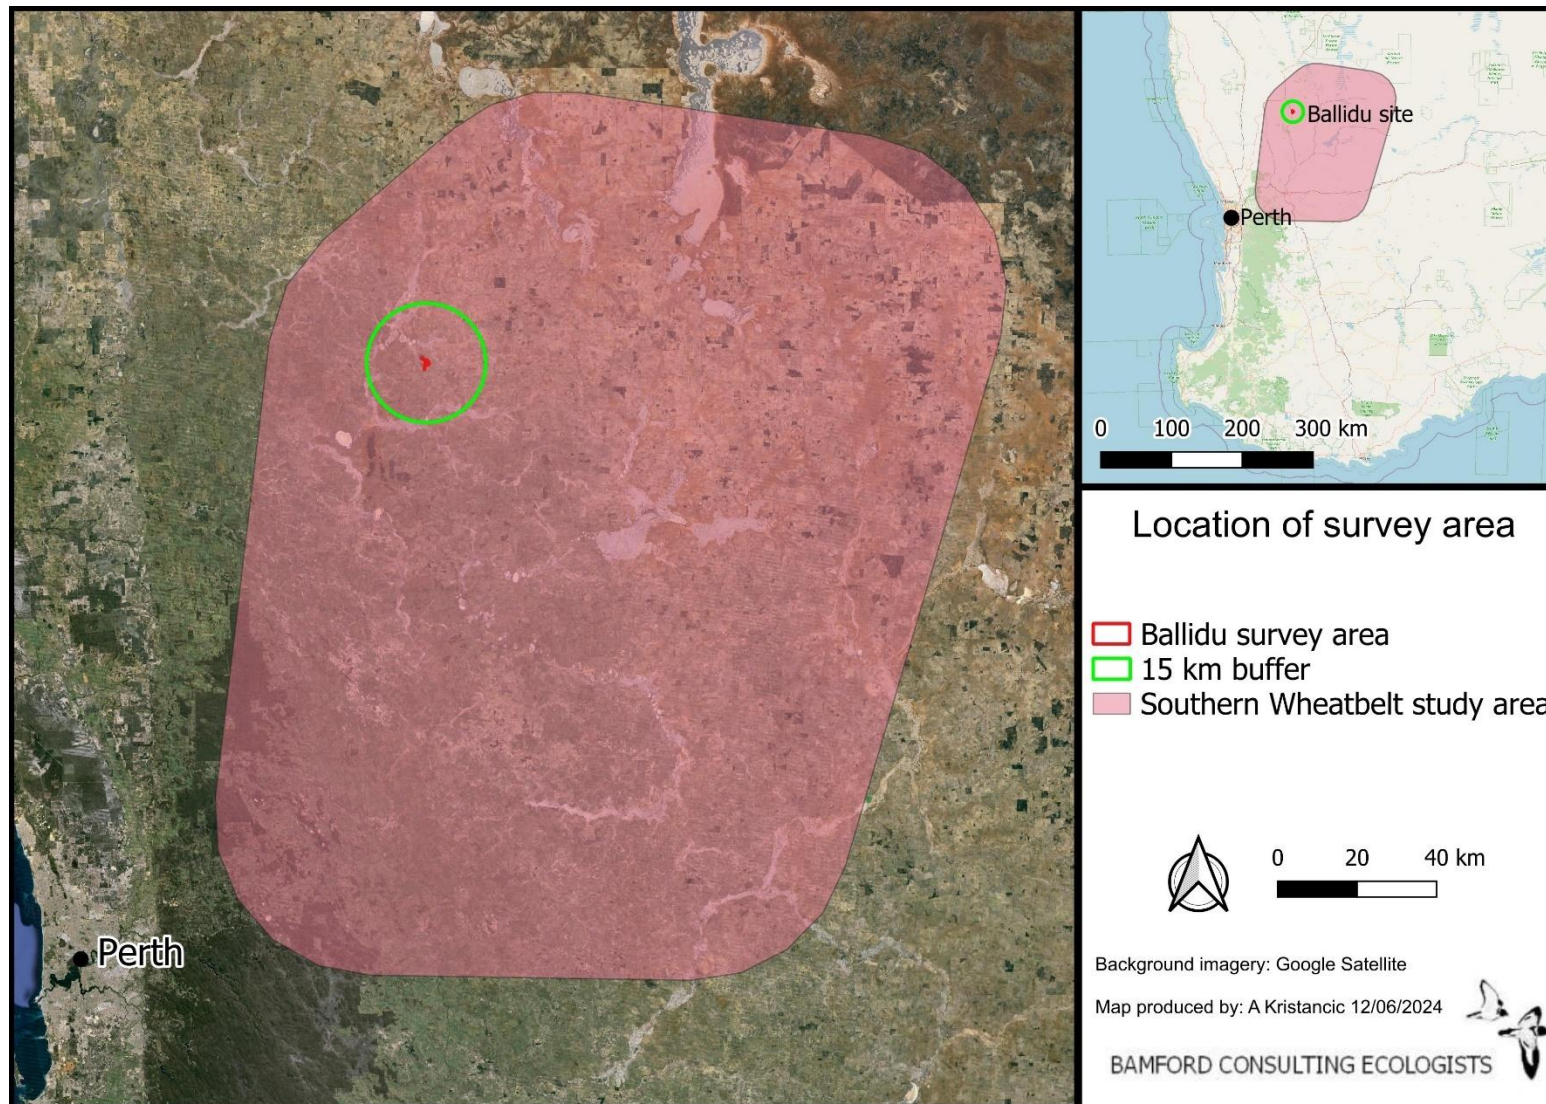 Perth
Ballidu site
Perth
0 100 200 300 km
Location of survey area
Ballidu survey area
15 km buffer
Southern Wheatbelt study area
0 20 40 km
Background imagery: Google Satellite
Map produced by: A Kristancic 12/06/2024
BAMFORD CONSULTING ECOLOGISTS